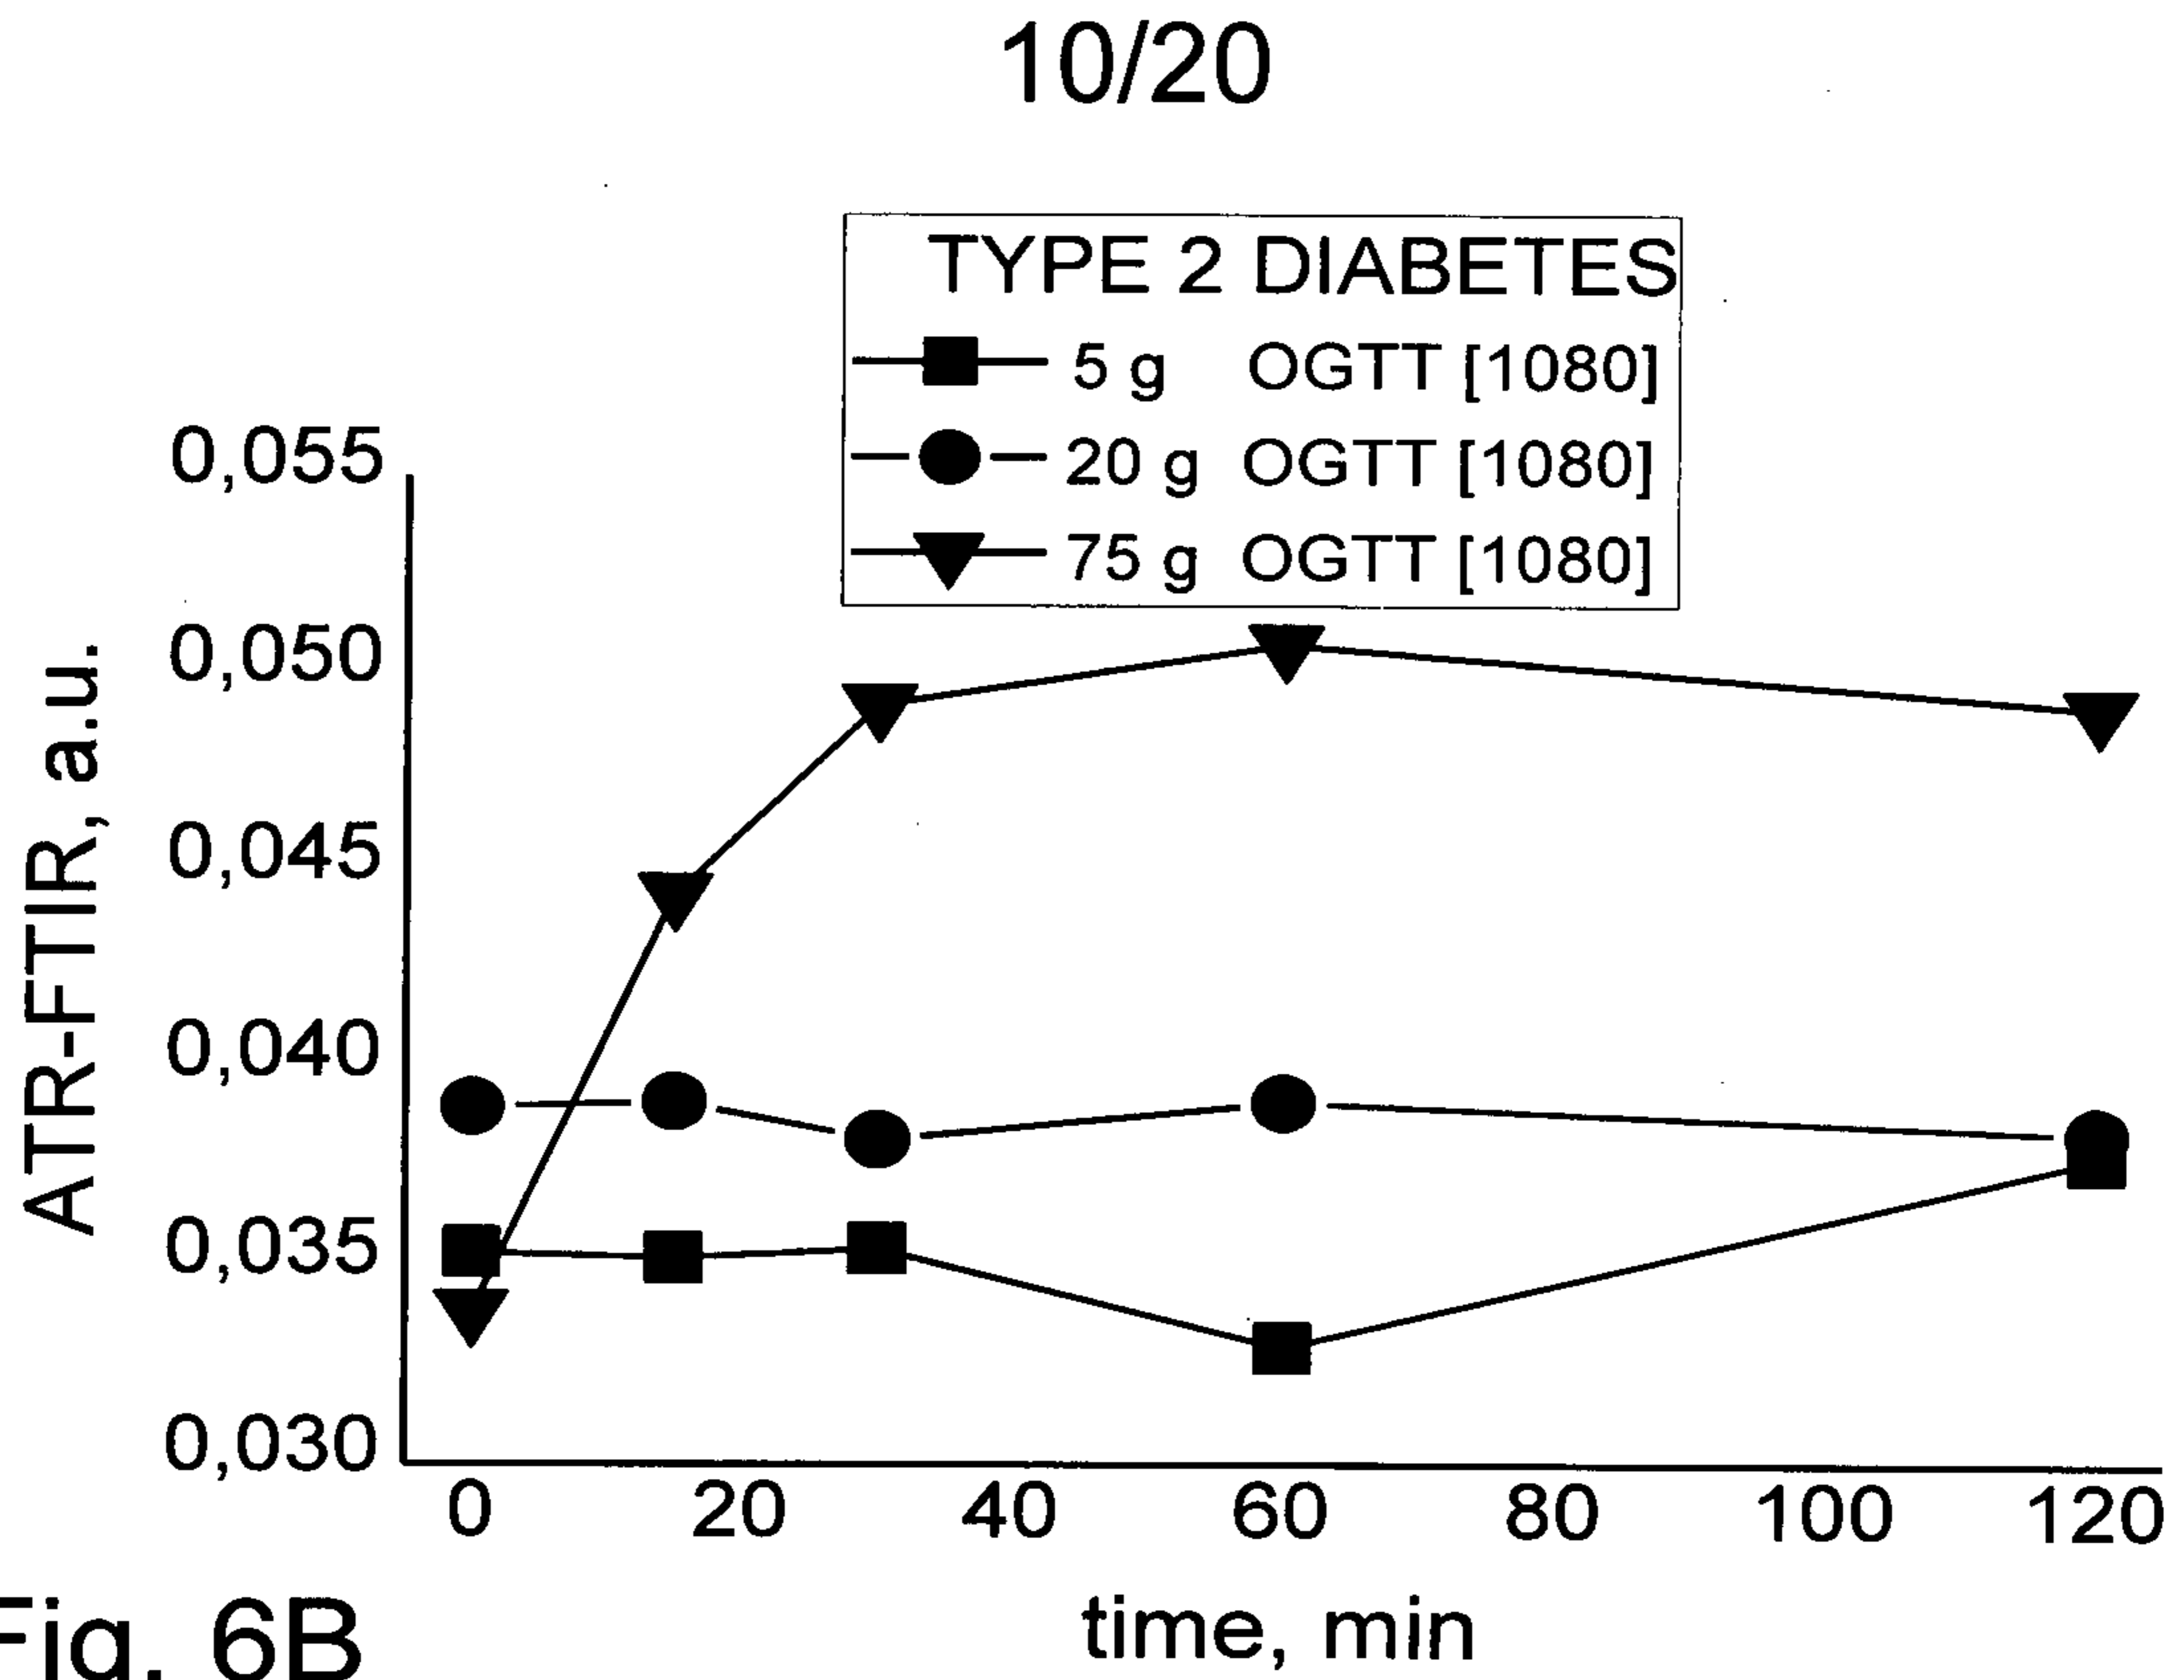 10/20
TYPE 2 DIABETES
5 g OGTT [1080]
20 g OGTT [1080]
75 g OGTT [1080]
ATR-FTIR, a.u.
0,055
0,050
0,045
0,040
0,035
0,030
0 20 40 60 80 100 120
time, min
Fig. 6B